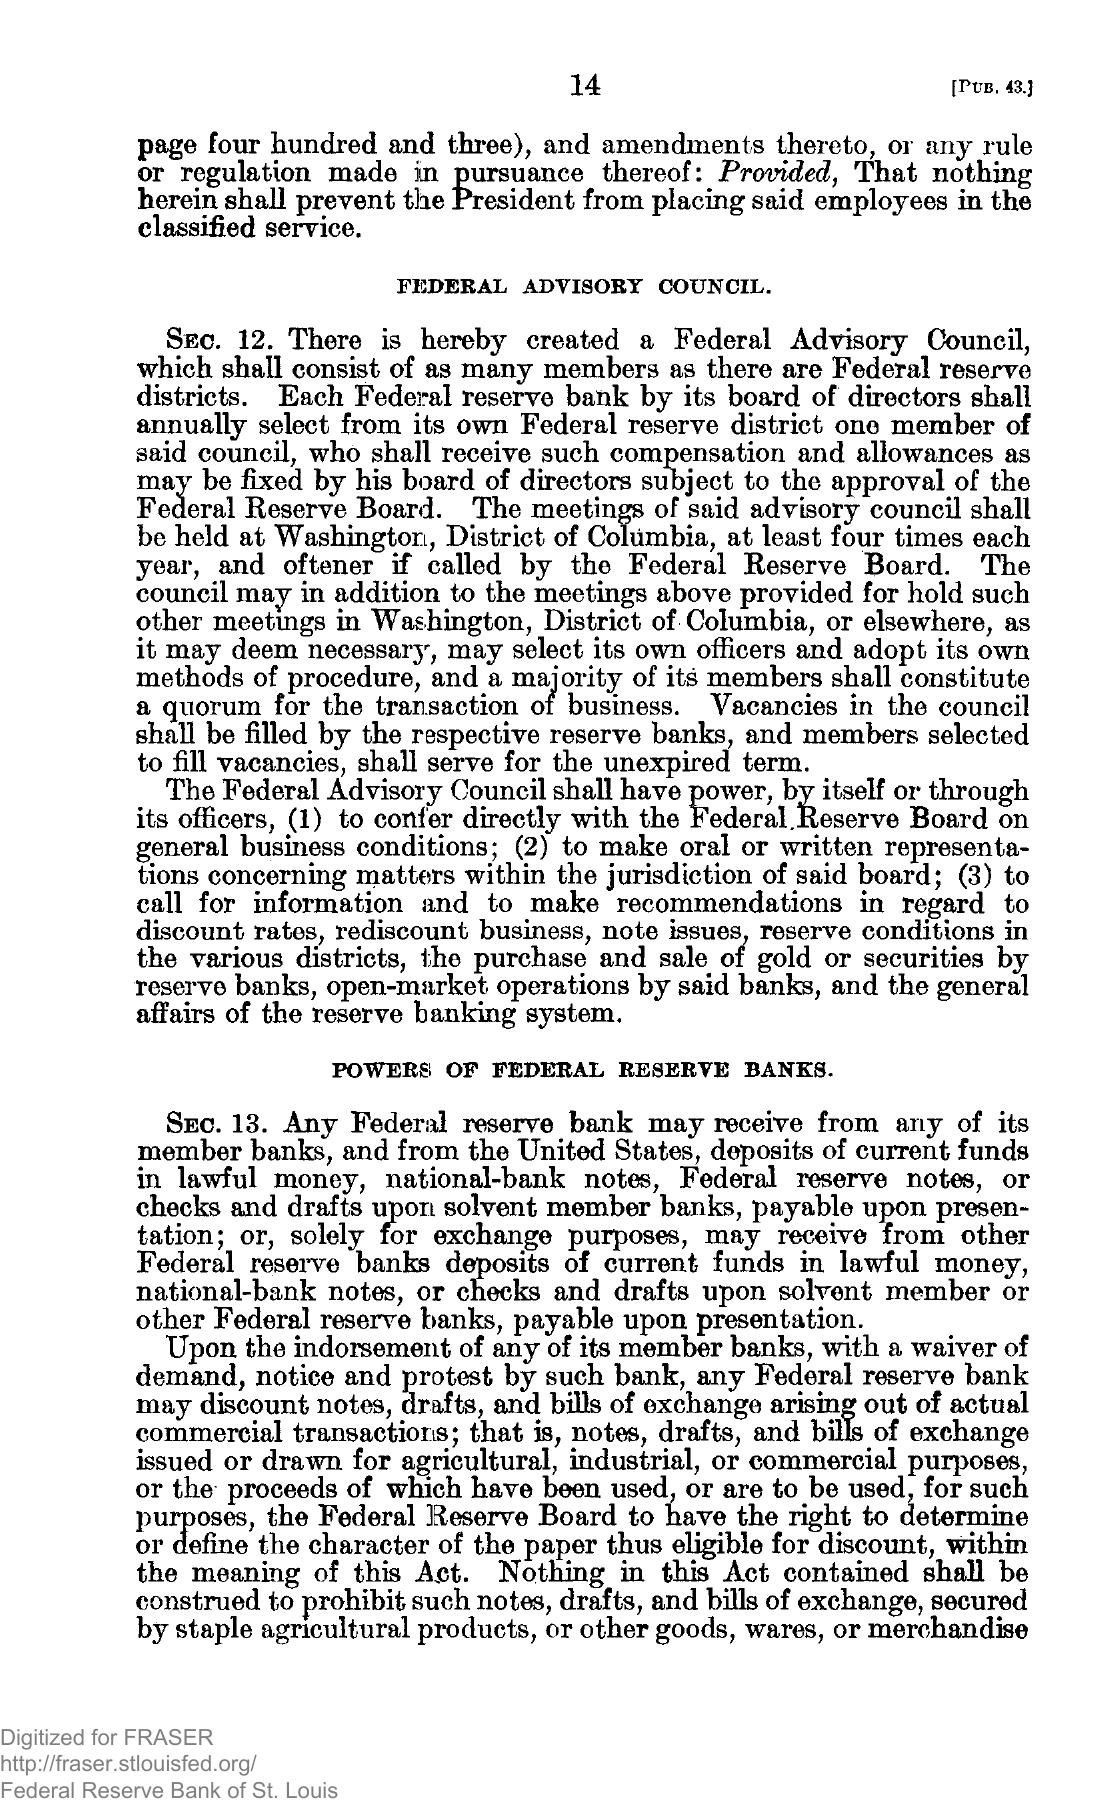 14 [PUB. 43.]
page four hundred and three), and amendments thereto, or any rule
or regulation made in pursuance thereof: Provided, That nothing
herein shall prevent the President from placing said employees in the
classified service.
FEDERAL ADVISORY COUNCIL.
SEC. 12. There is hereby created a Federal Advisory Council,
which shall consist of as many members as there are Federal reserve
districts. Each Federal reserve bank by its board of directors shall
annually select from its own Federal reserve district one member of
said council, who shall receive such compensation and allowances as
may be fixed by his board of directors subject to the approval of the
Federal Reserve Board. The meetings of said advisory council shall
be held at Washington, District of Columbia, at least four times each
year, and oftener if called by the Federal Reserve Board. The
council may in addition to the meetings above provided for hold such
other meetings in Washington, District of Columbia, or elsewhere, as
it may deem necessary, may select its own officers and adopt its own
methods of procedure, and a majority of its members shall constitute
a quorum for the transaction of business. Vacancies in the council
shall be filled by the respective reserve banks, and members selected
to fill vacancies, shall serve for the unexpired term.
The Federal Advisory Council shall have power, by itself or through
its officers, (1) to confer directly with the Federal Reserve Board on
general business conditions; (2) to make oral or written representa-
tions concerning matters within the jurisdiction of said board; (3) to
call for information and to make recommendations in regard to
discount rates, rediscount business, note issues, reserve conditions in
the various districts, the purchase and sale of gold or securities by
reserve banks, open-market operations by said banks, and the general
affairs of the reserve banking system.
POWERS OF FEDERAL RESERVE BANKS.
SEC. 13. Any Federal reserve bank may receive from any of its
member banks, and from the United States, deposits of current funds
in lawful money, national-bank notes, Federal reserve notes, or
checks and drafts upon solvent member banks, payable upon presen-
tation; or, solely for exchange purposes, may receive from other
Federal reserve banks deposits of current funds in lawful money,
national-bank notes, or checks and drafts upon solvent member or
other Federal reserve banks, payable upon presentation.
Upon the indorsement of any of its member banks, with a waiver of
demand, notice and protest by such bank, any Federal reserve bank
may discount notes, drafts, and bills of exchange arising out of actual
commercial transactions; that is, notes, drafts, and bills of exchange
issued or drawn for agricultural, industrial, or commercial purposes,
or the proceeds of which have been used, or are to be used, for such
purposes, the Federal Reserve Board to have the right to determine
or define the character of the paper thus eligible for discount, within
the meaning of this Act. Nothing in this Act contained shall be
construed to prohibit such notes, drafts, and bills of exchange, secured
by staple agricultural products, or other goods, wares, or merchandise
Digitized for FRASER
http://fraser.stlouisfed.org/
Federal Reserve Bank of St. Louis